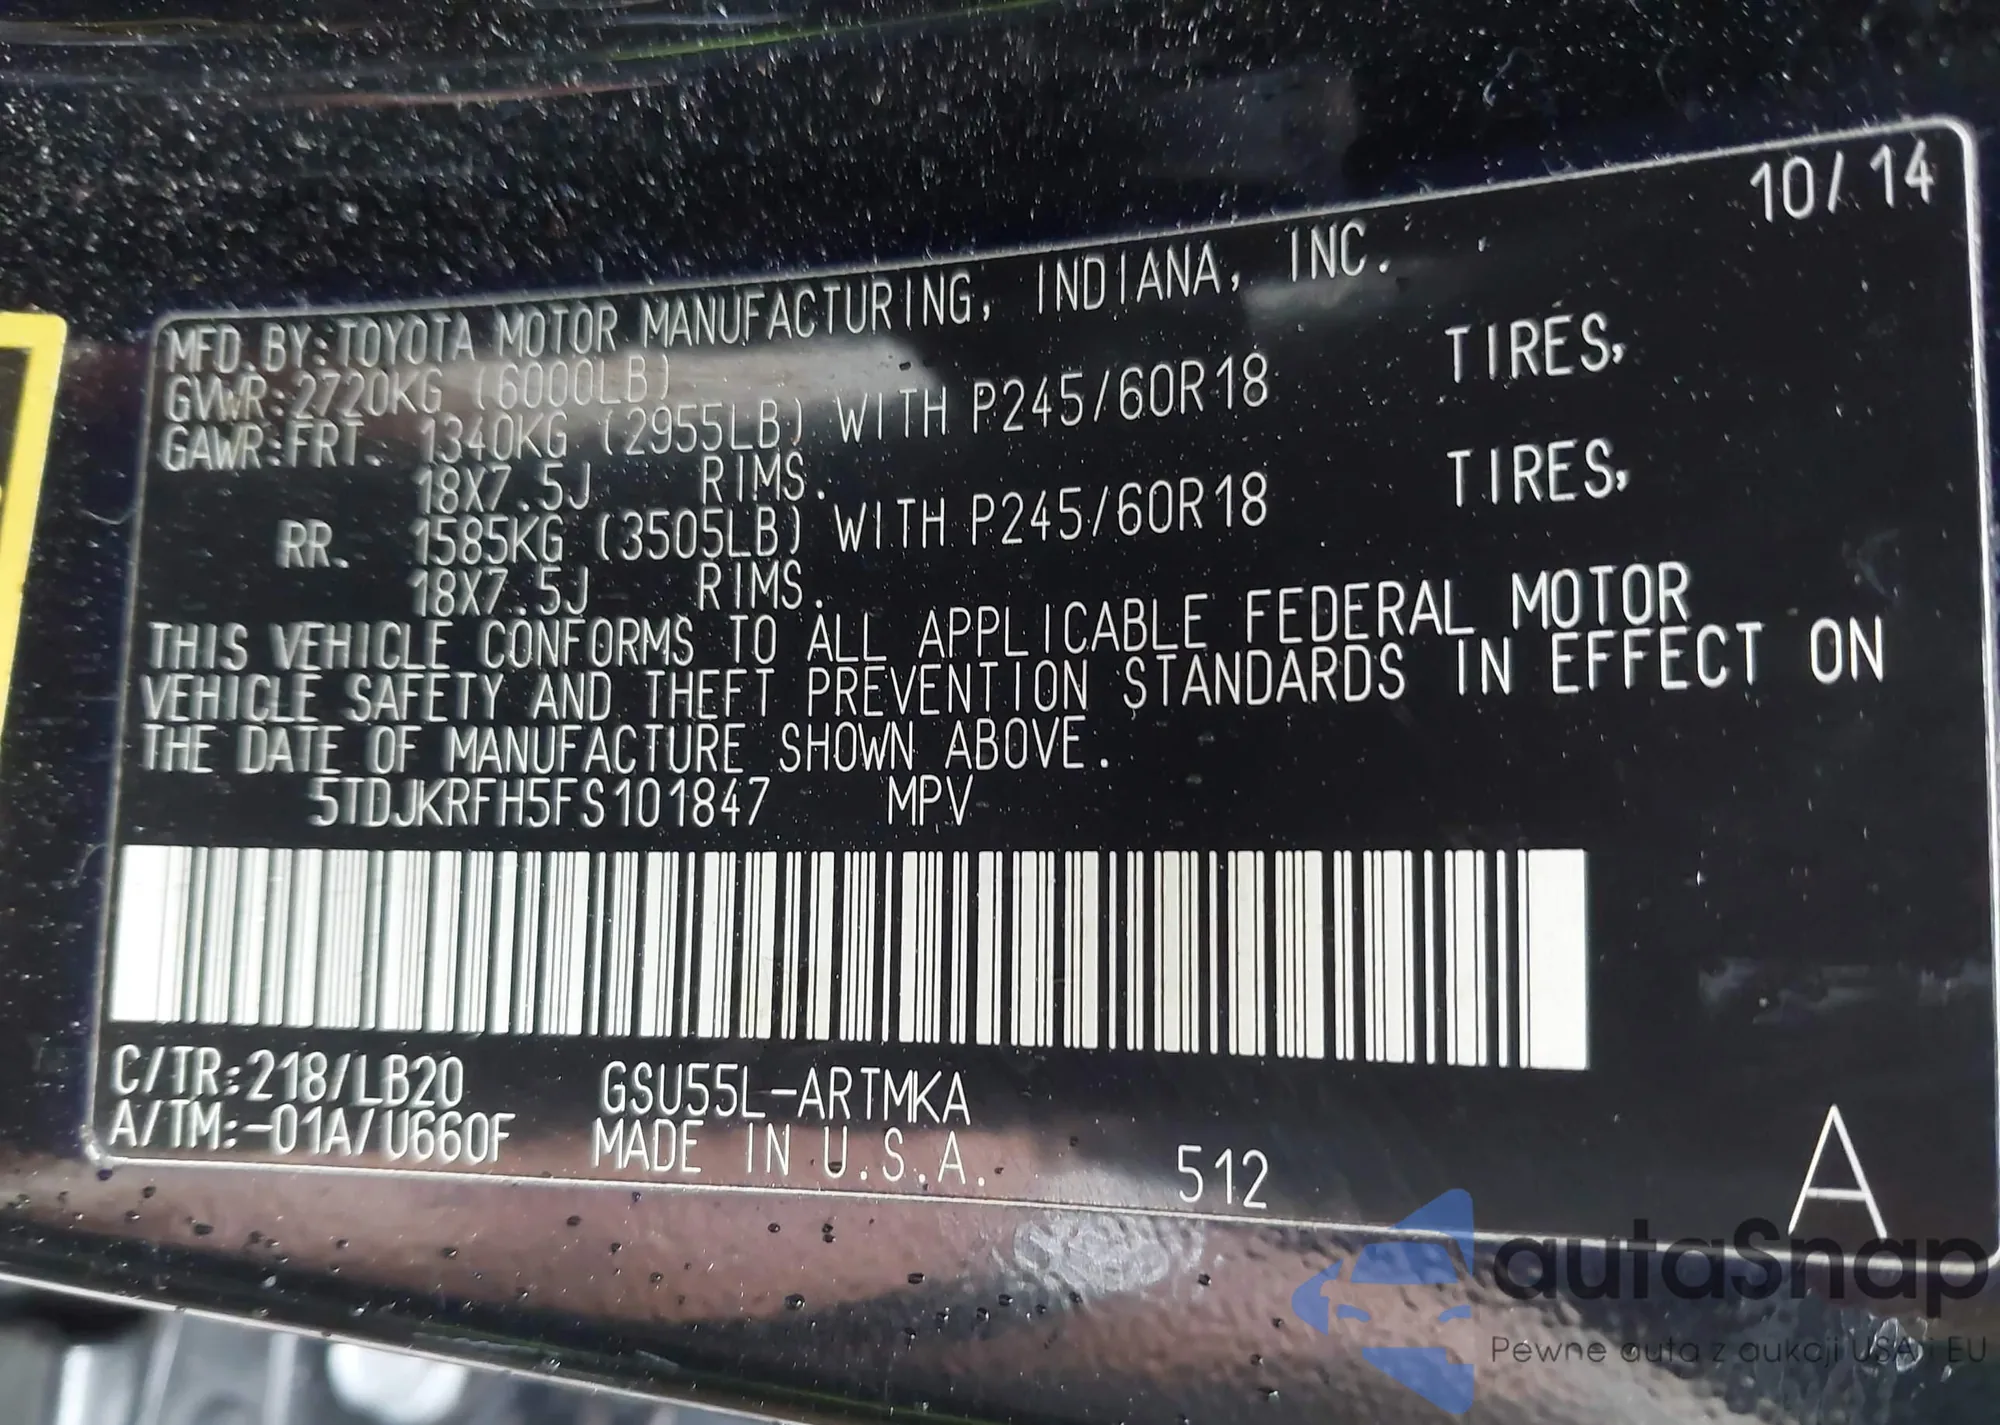 10/14
MFD.BY:TOYOTA MOTOR MANUFACTURING, INDIANA, INC.
GVWR:2720KG (6000LB)
GAWR:FRT. 1340KG (2955LB) WITH P245/60R18 TIRES,
18X7.5J RIMS.
RR. 1585KG (3505LB) WITH P245/60R18 TIRES,
18X7.5J RIMS.
THIS VEHICLE CONFORMS TO ALL APPLICABLE FEDERAL MOTOR
VEHICLE SAFETY AND THEFT PREVENTION STANDARDS IN EFFECT ON
THE DATE OF MANUFACTURE SHOWN ABOVE.
5TDJKRFH5FS101847 MPV
C/TR:218/LB20 GSU55L-ARTMKA
A/TM:-01A/U660F MADE IN U.S.A. 512 A
autaSnap
Pewne auta z aukcji USA i EU